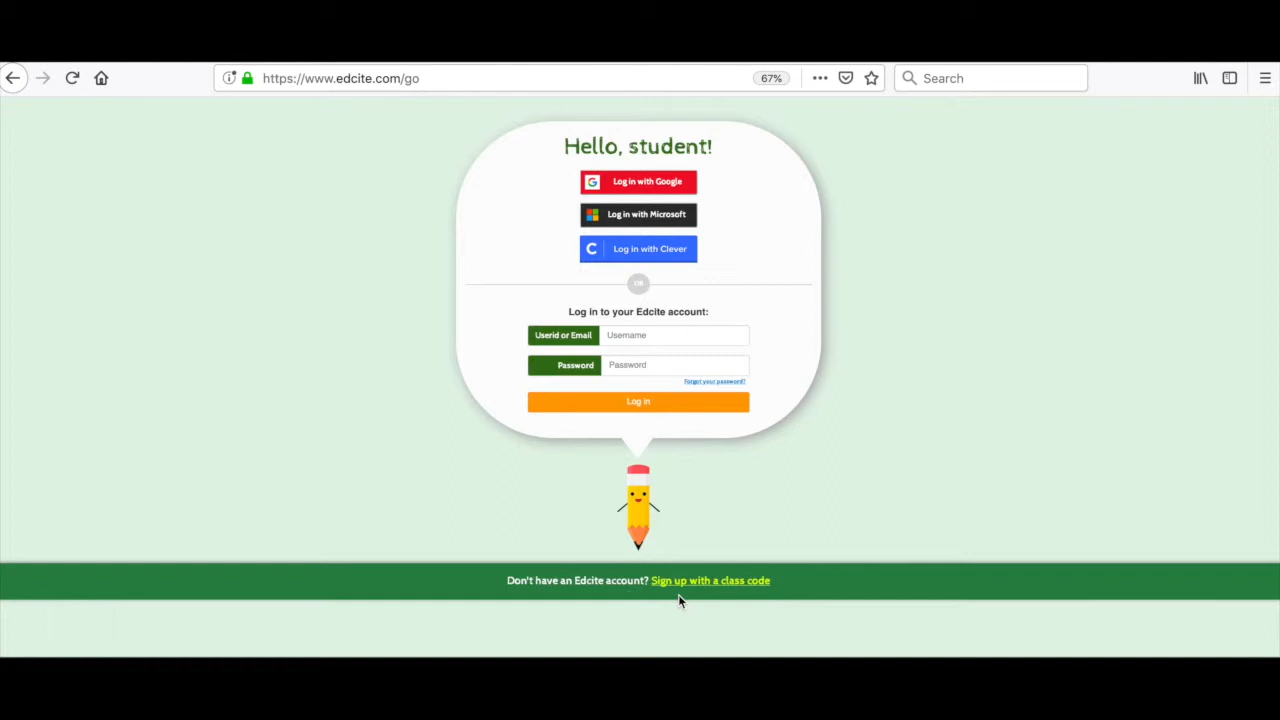 https://www.edcite.com/go
67%
Search
Hello, student!
Log in with Google
Log in with Microsoft
Log in with Clever
OR
Log in to your Edcite account:
Userid or Email Username
Password Password
Forgot your password?
Log in
Don't have an Edcite account? Sign up with a class code